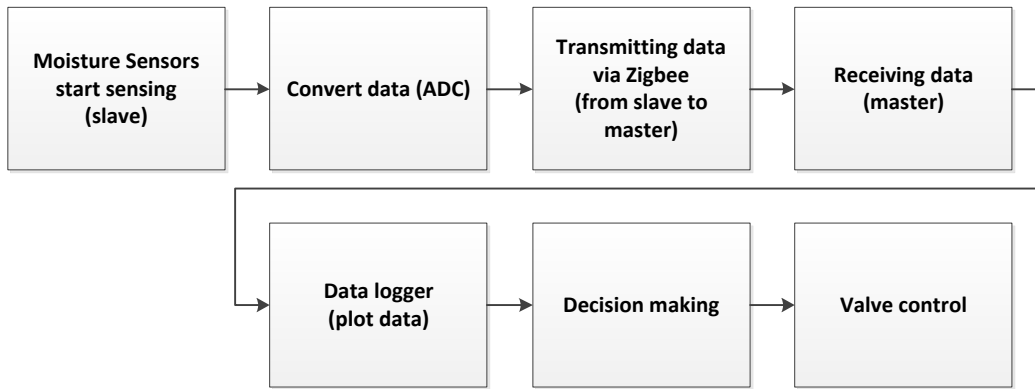 Moisture Sensors
start sensing
(slave)
Convert data (ADC)
Transmitting data
via Zigbee
(from slave to
master)
Receiving data
(master)
Data logger
(plot data)
Decision making
Valve control